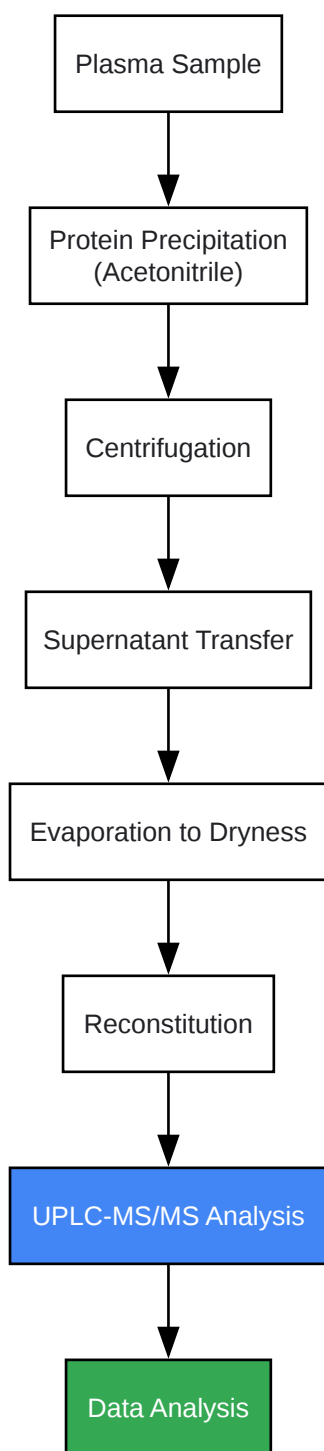 Plasma Sample
Protein Precipitation
(Acetonitrile)
Centrifugation
Supernatant Transfer
Evaporation to Dryness
Reconstitution
UPLC-MS/MS Analysis
Data Analysis